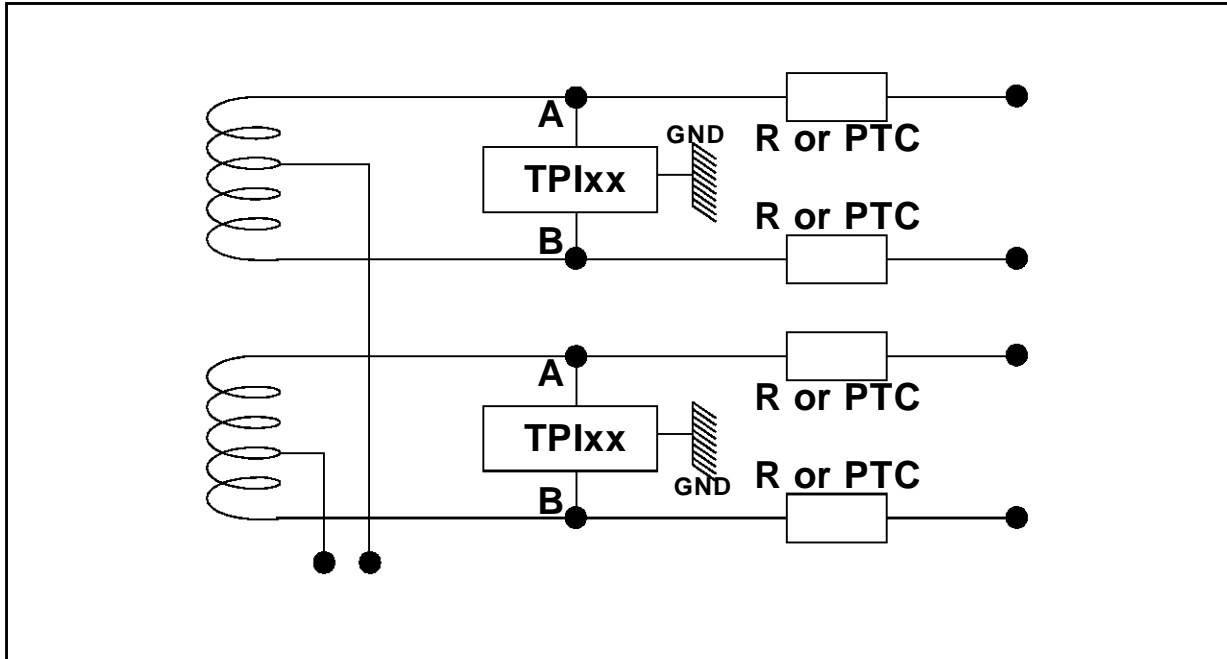 A
GND
R or PTC
TPIxx
R or PTC
B
A
R or PTC
TPIxx
GND
R or PTC
B